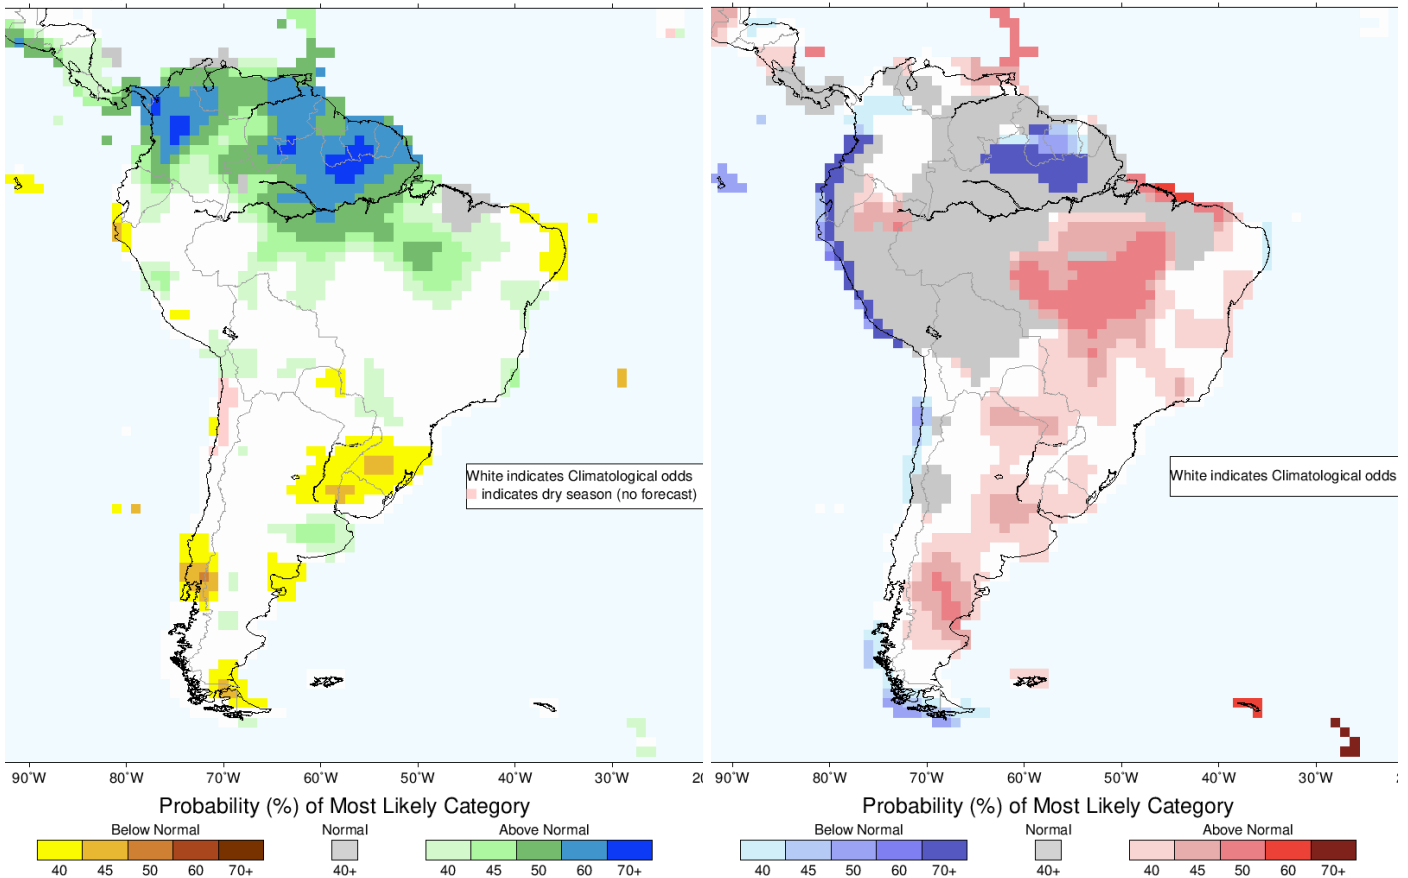 White indicates Climatological odds
indicates dry season (no forecast)
90°W 80°W 70°W 60°W 50°W 40°W 30°W 20
Probability (%) of Most Likely Category
Below Normal Normal Above Normal
40 45 50 60 70+ 40+ 40 45 50 60 70+
White indicates Climatological odds
90°W 80°W 70°W 60°W 50°W 40°W 30°W 2
Probability (%) of Most Likely Category
Below Normal Normal Above Normal
40 45 50 60 70+ 40+ 40 45 50 60 70+